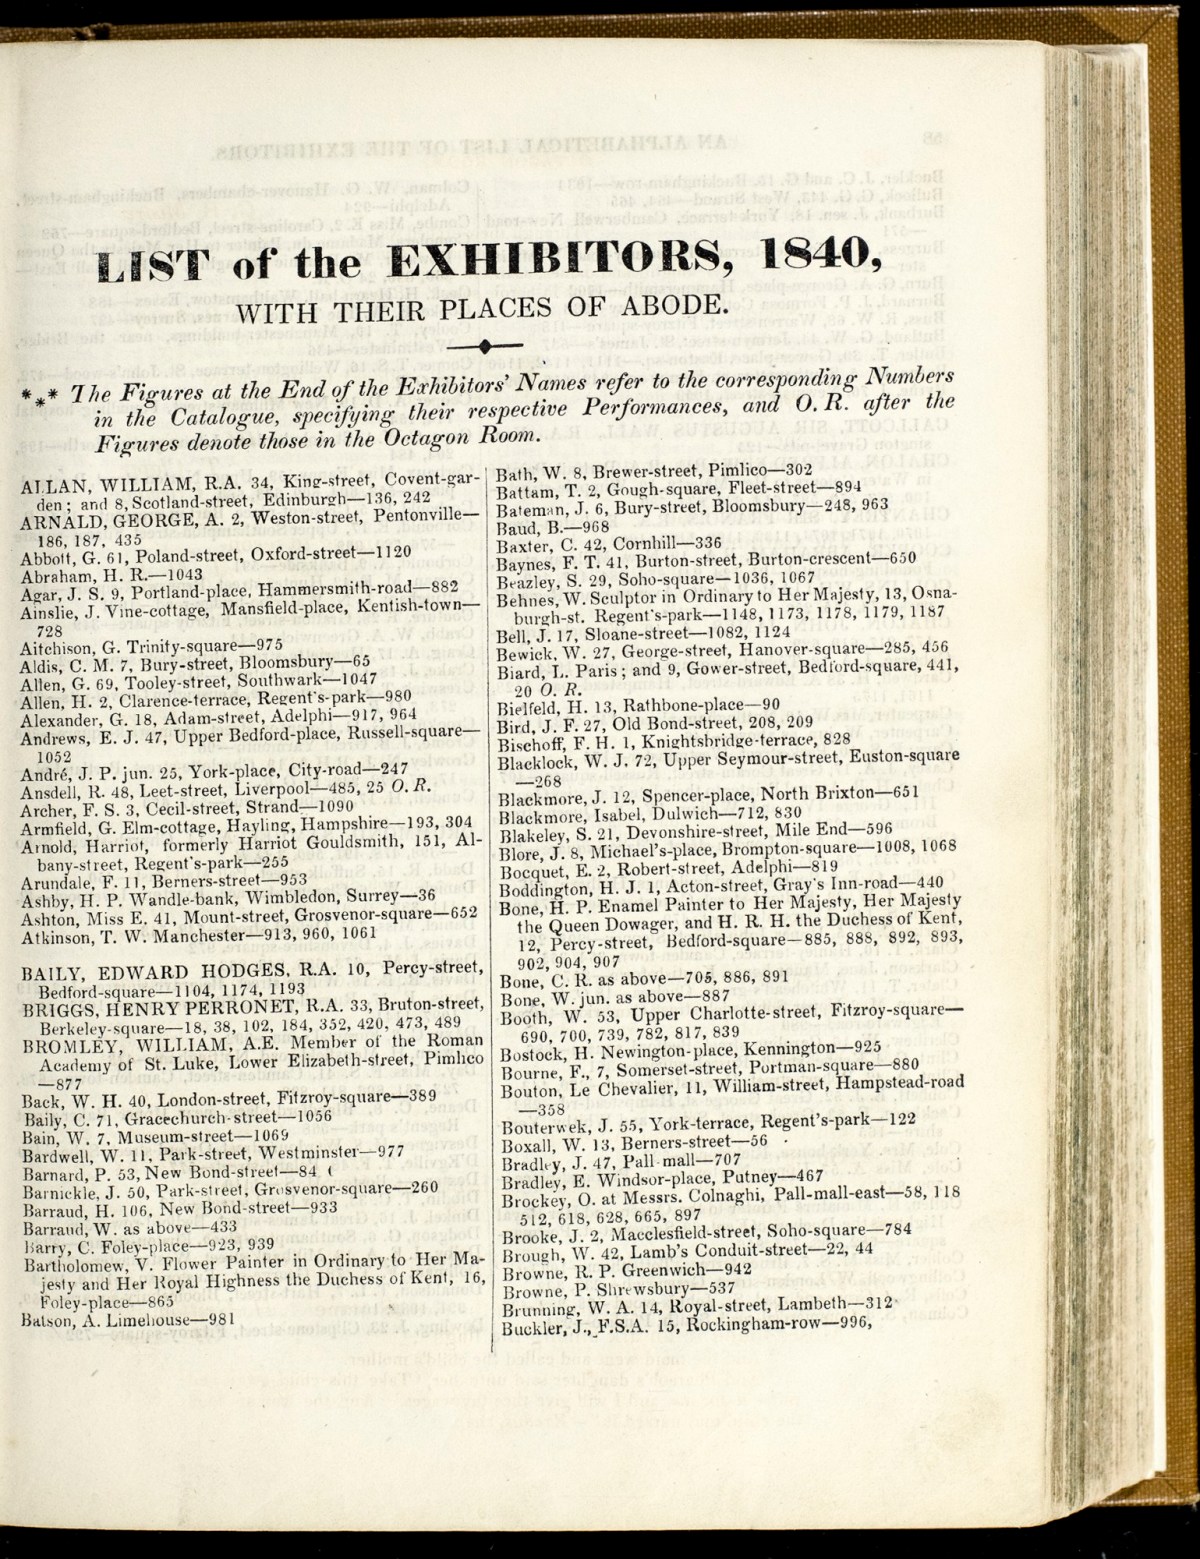 LIST of the EXHIBITORS, 1840,
WITH THEIR PLACES OF ABODE.
*** The Figures at the End of the Exhibitors' Names refer to the corresponding Numbers
in the Catalogue, specifying their respective Performances, and O. R. after the
Figures denote those in the Octagon Room.
ALLAN, WILLIAM, R.A. 34, King-street, Covent-gar-
den; and 8, Scotland-street, Edinburgh—136, 242
ARNALD, GEORGE, A. 2, Weston-street, Pentonville—
186, 187, 435
Abbott, G. 61, Poland-street, Oxford-street—1120
Abraham, H. R.—1043
Agar, J. S. 9, Portland-place, Hammersmith-road—882
Ainslie, J. Vine-cottage, Mansfield-place, Kentish-town—
728
Aitchison, G. Trinity-square—975
Aldis, C. M. 7, Bury-street, Bloomsbury—65
Allen, G. 69, Tooley-street, Southwark—1047
Allen, H. 2, Clarence-terrace, Regent's-park—980
Alexander, G. 18, Adam-street, Adelphi—917, 964
Andrews, E. J. 47, Upper Bedford-place, Russell-square—
1052
André, J. P. jun. 25, York-place, City-road—247
Ansdell, R. 48, Leet-street, Liverpool—485, 25 O. R.
Archer, F. S. 3, Cecil-street, Strand—1090
Armfield, G. Elm-cottage, Hayling, Hampshire—193, 304
Arnold, Harriot, formerly Harriot Gouldsmith, 151, Al-
bany-street, Regent's-park—255
Arundale, F. 11, Berners-street—953
Ashby, H. P. Wandle-bank, Wimbledon, Surrey—36
Ashton, Miss E. 41, Mount-street, Grosvenor-square—652
Atkinson, T. W. Manchester—913, 960, 1061
BAILY, EDWARD HODGES, R.A. 10, Percy-street,
Bedford-square—1104, 1174, 1193
BRIGGS, HENRY PERRONET, R.A. 33, Bruton-street,
Berkeley-square—18, 38, 102, 184, 352, 420, 473, 489
BROMLEY, WILLIAM, A.E. Member of the Roman
Academy of St. Luke, Lower Elizabeth-street, Pimlico
—877
Back, W. H. 40, London-street, Fitzroy-square—389
Baily, C. 71, Gracechurch-street—1056
Bain, W. 7, Museum-street—1069
Bardwell, W. 11, Park-street, Westminster—977
Barnard, P. 53, New Bond-street—84
Barnickle, J. 50, Park-street, Grosvenor-square—260
Barraud, H. 106, New Bond-street—933
Barraud, W. as above—433
Barry, C. Foley-place—923, 939
Bartholomew, V. Flower Painter in Ordinary to Her Ma-
jesty and Her Royal Highness the Duchess of Kent, 16,
Foley-place—865
Batson, A. Limehouse—981
Bath, W. 8, Brewer-street, Pimlico—302
Battam, T. 2, Gough-square, Fleet-street—894
Bateman, J. 6, Bury-street, Bloomsbury—248, 963
Baud, B.—968
Baxter, C. 42, Cornhill—336
Baynes, F. T. 41, Burton-street, Burton-crescent—650
Beazley, S. 29, Soho-square—1036, 1067
Behnes, W. Sculptor in Ordinary to Her Majesty, 13, Osna-
burgh-st. Regent's-park—1148, 1173, 1178, 1179, 1187
Bell, J. 17, Sloane-street—1082, 1124
Bewick, W. 27, George-street, Hanover-square—285, 456
Biard, L. Paris; and 9, Gower-street, Bedford-square, 441,
20 O. R.
Bielfeld, H. 13, Rathbone-place—90
Bird, J. F. 27, Old Bond-street, 208, 209
Bischoff, F. H. 1, Knightsbridge-terrace, 828
Blacklock, W. J. 72, Upper Seymour-street, Euston-square
—268
Blackmore, J. 12, Spencer-place, North Brixton—651
Blackmore, Isabel, Dulwich—712, 830
Blakeley, S. 21, Devonshire-street, Mile End—596
Blore, J. 8, Michael's-place, Brompton-square—1008, 1068
Bocquet, E. 2, Robert-street, Adelphi—819
Boddington, H. J. 1, Acton-street, Gray's Inn-road—440
Bone, H. P. Enamel Painter to Her Majesty, Her Majesty
the Queen Dowager, and H. R. H. the Duchess of Kent,
12, Percy-street, Bedford-square—885, 888, 892, 893,
902, 904, 907
Bone, C. R. as above—705, 886, 891
Bone, W. jun. as above—887
Booth, W. 53, Upper Charlotte-street, Fitzroy-square—
690, 700, 739, 782, 817, 839
Bostock, H. Newington-place, Kennington—925
Bourne, F., 7, Somerset-street, Portman-square—880
Bouton, Le Chevalier, 11, William-street, Hampstead-road
—358
Bouterwek, J. 55, York-terrace, Regent's-park—122
Boxall, W. 13, Berners-street—56
Bradley, J. 47, Pall-mall—707
Bradley, E. Windsor-place, Putney—467
Brockey, O. at Messrs. Colnaghi, Pall-mall-east—58, 118
512, 618, 628, 665, 897
Brooke, J. 2, Macclesfield-street, Soho-square—784
Brough, W. 42, Lamb's Conduit-street—22, 44
Browne, R. P. Greenwich—942
Browne, P. Shrewsbury—537
Brunning, W. A. 14, Royal-street, Lambeth—312
Buckler, J., F.S.A. 15, Rockingham-row—996,